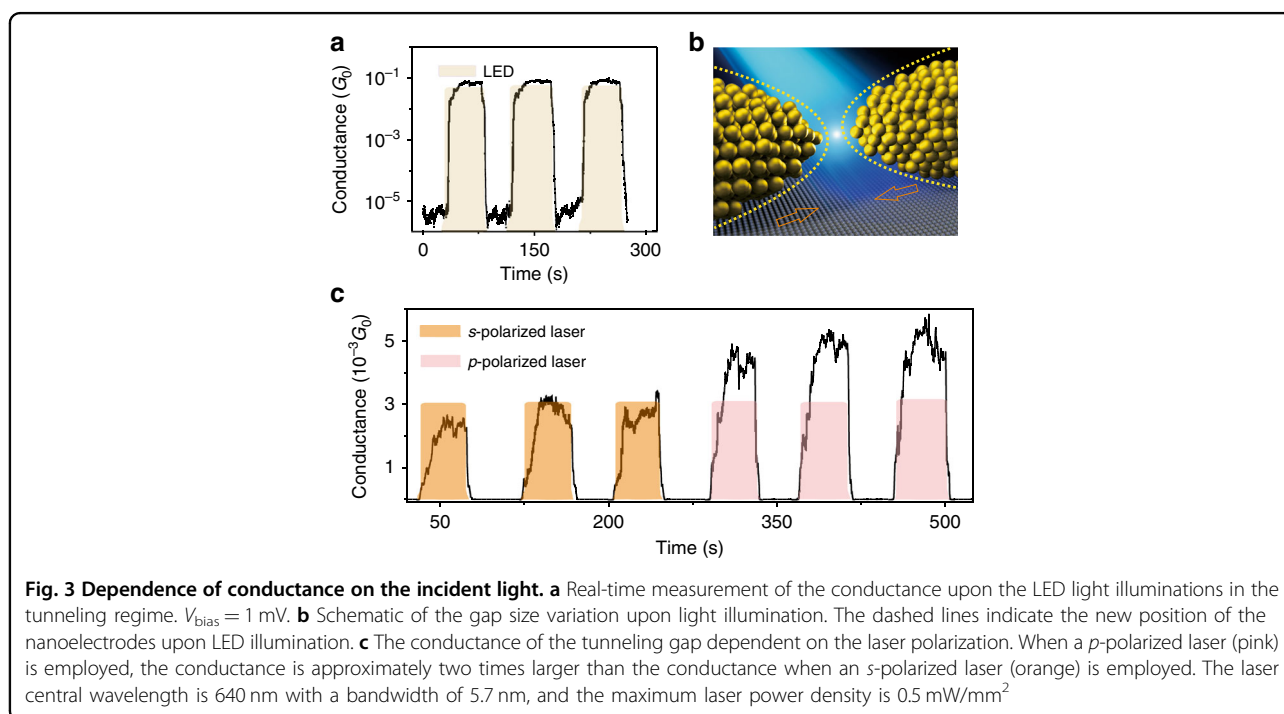 a
LED
10⁻¹
10⁻³
10⁻⁵
Conductance (G₀)
0
150
300
Time (s)
b
c
s-polarized laser
p-polarized laser
5
3
1
Conductance (10⁻³G₀)
50
200
350
500
Time (s)
Fig. 3 Dependence of conductance on the incident light. a Real-time measurement of the conductance upon the LED light illuminations in the
tunneling regime. V_bias = 1 mV. b Schematic of the gap size variation upon light illumination. The dashed lines indicate the new position of the
nanoelectrodes upon LED illumination. c The conductance of the tunneling gap dependent on the laser polarization. When a p-polarized laser (pink)
is employed, the conductance is approximately two times larger than the conductance when an s-polarized laser (orange) is employed. The laser
central wavelength is 640 nm with a bandwidth of 5.7 nm, and the maximum laser power density is 0.5 mW/mm²